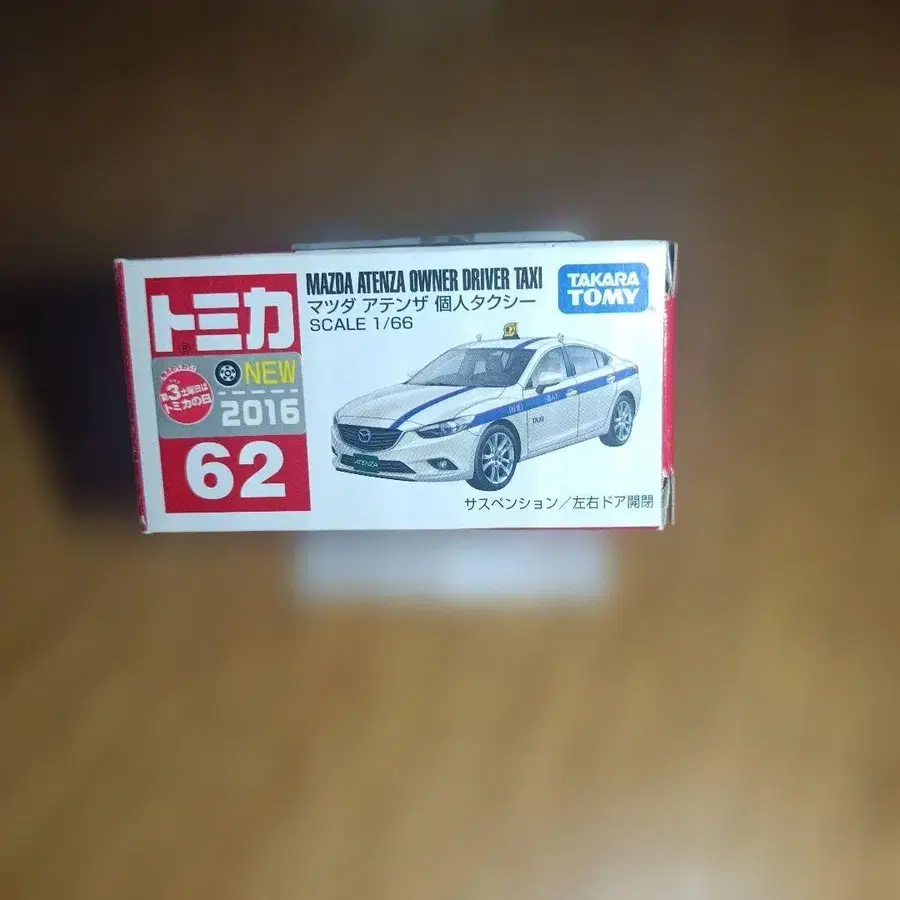 MAZDA ATENZA OWNER DRIVER TAXI
マツダ アテンザ 個人タクシー
SCALE 1/66
TAKARA
TOMY
トミカ
®
NEW
2016
第3土曜日は
トミカの日
62
TAXI
ATENZA
サスペンション/左右ドア開閉